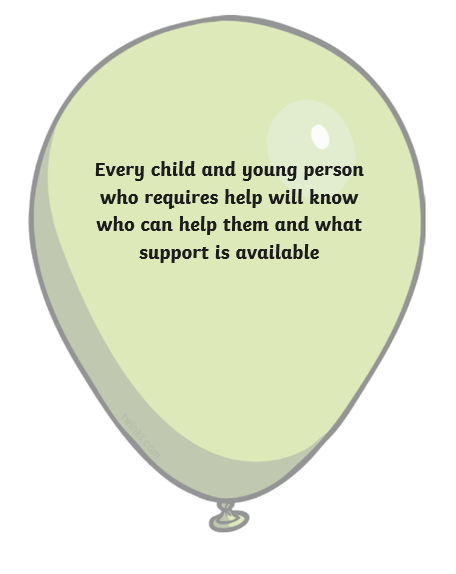 Every child and young person
who requires help will know
who can help them and what
support is available